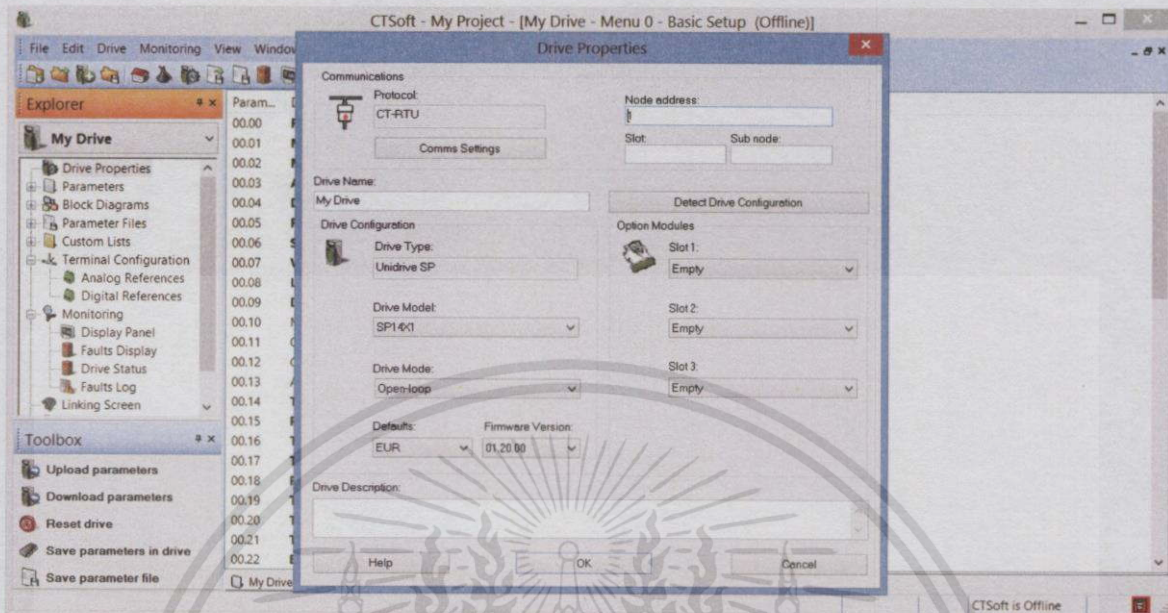 CTSoft - My Project - [My Drive - Menu 0 - Basic Setup (Offline)]
File Edit Drive Monitoring View Window
Explorer
My Drive
Drive Properties
Parameters
Block Diagrams
Parameter Files
Custom Lists
Terminal Configuration
Analog References
Digital References
Monitoring
Display Panel
Faults Display
Drive Status
Faults Log
Linking Screen
Toolbox
Upload parameters
Download parameters
Reset drive
Save parameters in drive
Save parameter file
Param...
00.00
00.01
00.02
00.03
00.04
00.05
00.06
00.07
00.08
00.09
00.10
00.11
00.12
00.13
00.14
00.15
00.16
00.17
00.18
00.19
00.20
00.21
00.22
My Drive
Drive Properties
Communications
Protocol:
CT-RTU
Comms Settings
Node address:
Slot: Sub node:
Drive Name:
My Drive
Detect Drive Configuration
Drive Configuration
Drive Type:
Unidrive SP
Drive Model:
SP14X1
Drive Mode:
Open-loop
Defaults: Firmware Version:
EUR 01.20.00
Option Modules
Slot 1:
Empty
Slot 2:
Empty
Slot 3:
Empty
Drive Description:
Help OK Cancel
CTSoft is Offline